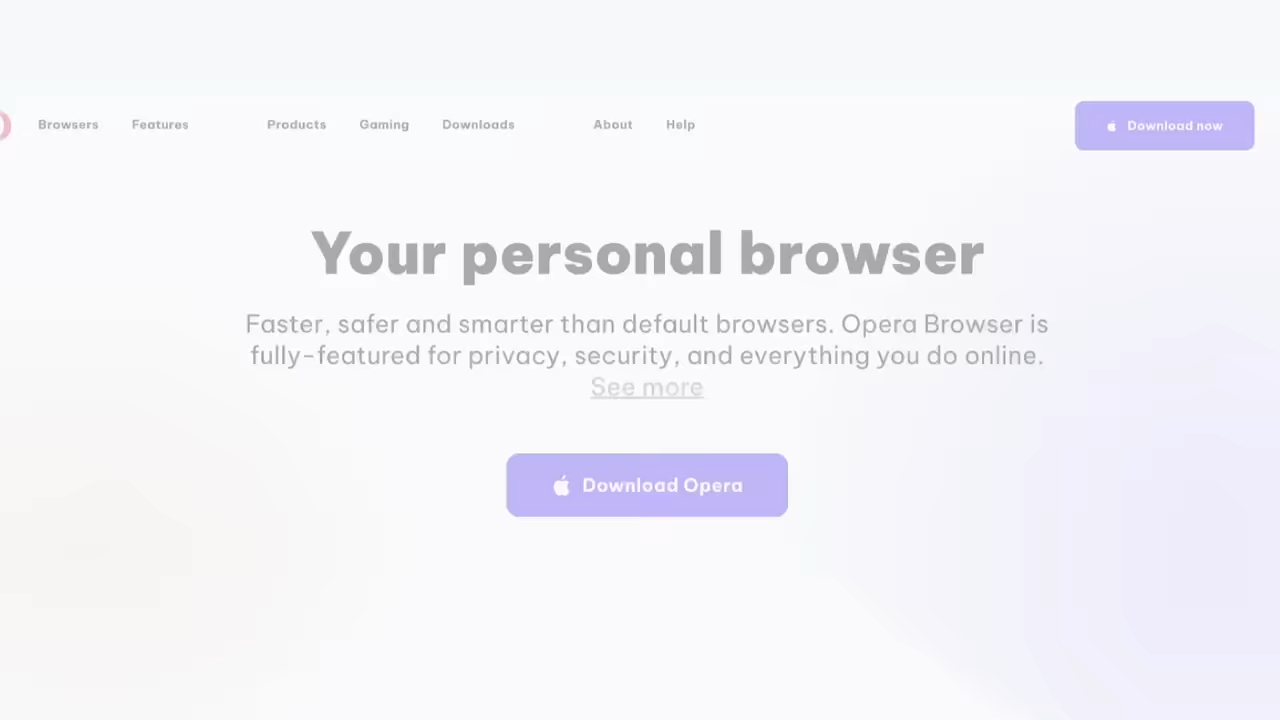 Browsers Features Products Gaming Downloads About Help Download now
Your personal browser
Faster, safer and smarter than default browsers. Opera Browser is
fully-featured for privacy, security, and everything you do online.
See more
Download Opera